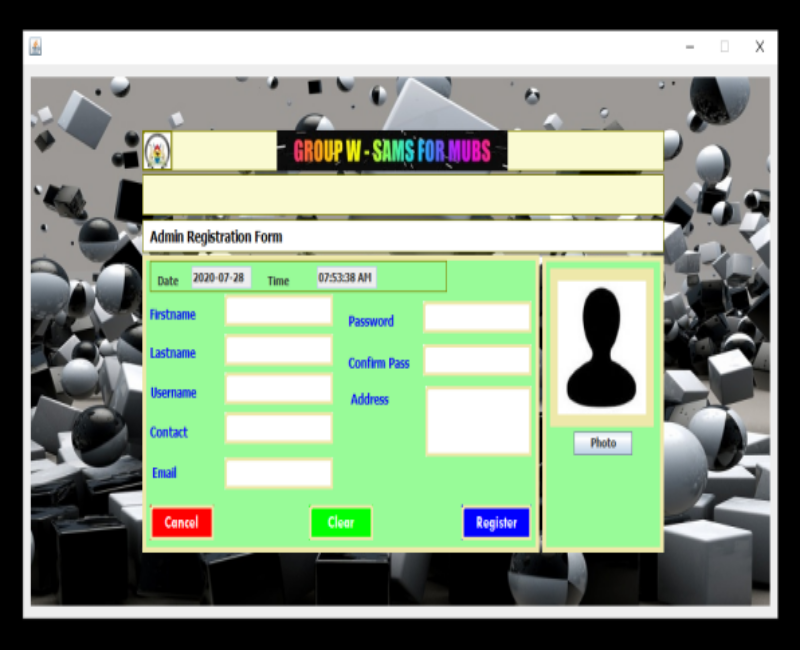 GROUP W - SAMS FOR MUBS
Admin Registration Form
Date 2020-07-28 Time 07:53:38 AM
Firstname
Password
Lastname
Confirm Pass
Username
Address
Contact
Email
Photo
Cancel Clear Register